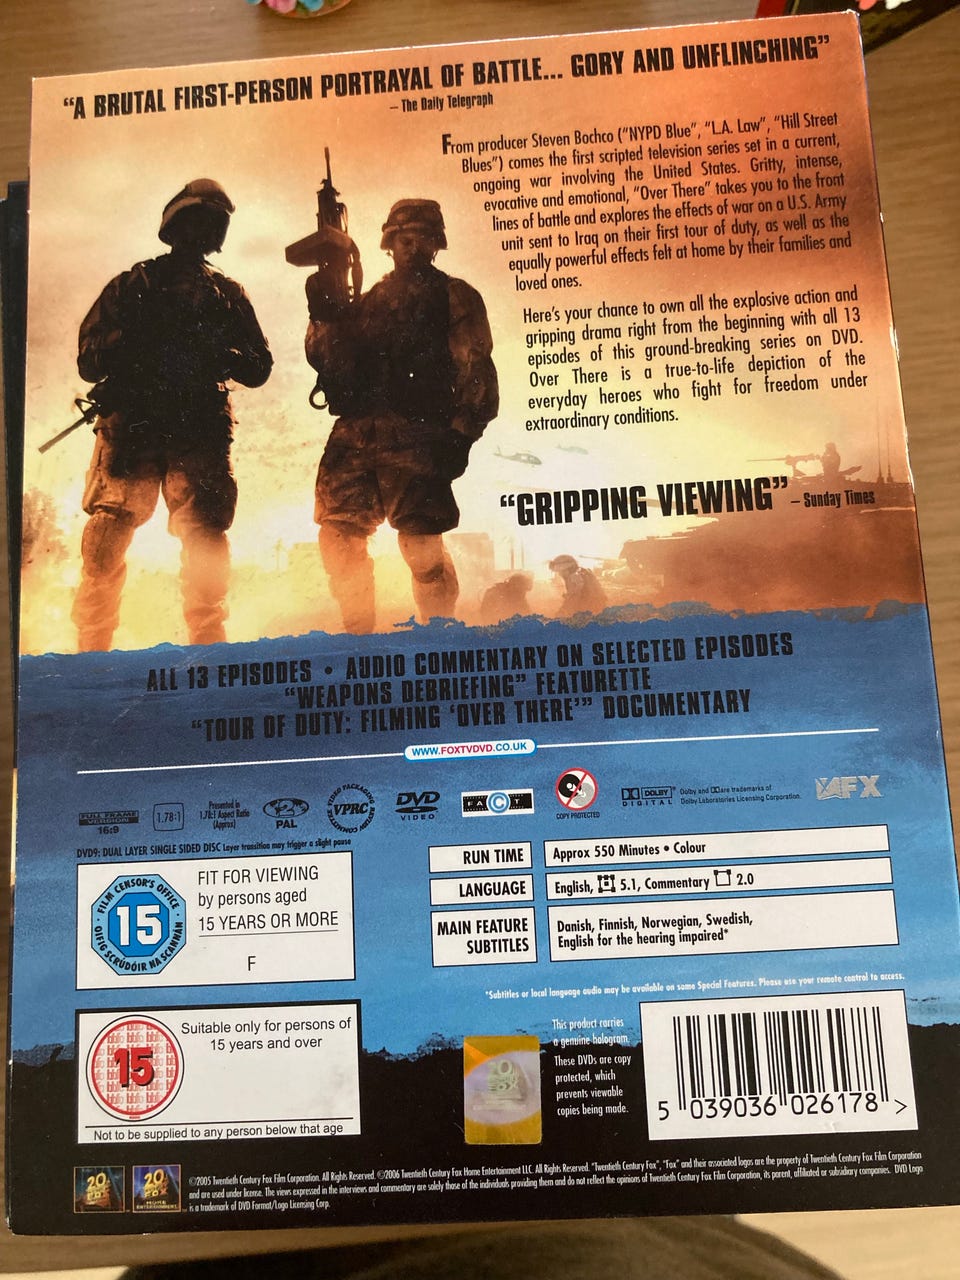 “A BRUTAL FIRST-PERSON PORTRAYAL OF BATTLE... GORY AND UNFLINCHING”
– The Daily Telegraph
From producer Steven Bochco (“NYPD Blue”, “L.A. Law”, “Hill Street
Blues”) comes the first scripted television series set in a current,
ongoing war involving the United States. Gritty, intense,
evocative and emotional, “Over There” takes you to the front
lines of battle and explores the effects of war on a U.S. Army
unit sent to Iraq on their first tour of duty, as well as the
equally powerful effects felt at home by their families and
loved ones.
Here’s your chance to own all the explosive action and
gripping drama right from the beginning with all 13
episodes of this ground-breaking series on DVD.
Over There is a true-to-life depiction of the
everyday heroes who fight for freedom under
extraordinary conditions.
“GRIPPING VIEWING” – Sunday Times
ALL 13 EPISODES • AUDIO COMMENTARY ON SELECTED EPISODES
“WEAPONS DEBRIEFING” FEATURETTE
“TOUR OF DUTY: FILMING ‘OVER THERE’” DOCUMENTARY
WWW.FOXTVDVD.CO.UK
FULL FRAME
VERSION
16:9
1.78:1
Presented in
1.78:1 Aspect Ratio
(Approx)
2
PAL
VIDEO PACKAGING REVIEW COMMITTEE
VPRC
DVD
VIDEO
FACT
COPY PROTECTED
DOLBY
DIGITAL
Dolby and are trademarks of
Dolby Laboratories Licensing Corporation.
FX
DVD9: DUAL LAYER SINGLE SIDED DISC Layer transition may trigger a slight pause
FILM CENSOR'S OFFICE
15
OIFIG SCRÚDÓIR NA SCANNÁN
FIT FOR VIEWING
by persons aged
15 YEARS OR MORE
F
RUN TIME
Approx 550 Minutes • Colour
LANGUAGE
English, 5.1, Commentary 2.0
MAIN FEATURE
SUBTITLES
Danish, Finnish, Norwegian, Swedish,
English for the hearing impaired*
*Subtitles or local language audio may be available on some Special Features. Please use your remote control to access.
15
Suitable only for persons of
15 years and over
Not to be supplied to any person below that age
This product carries
a genuine hologram.
These DVDs are copy
protected, which
prevents viewable
copies being made.
5 039036 026178 >
20
FOX
20
FOX
HOME
ENTERTAINMENT
©2005 Twentieth Century Fox Film Corporation. All Rights Reserved. ©2006 Twentieth Century Fox Home Entertainment LLC. All Rights Reserved. “Twentieth Century Fox”, “Fox” and their associated logos are the property of Twentieth Century Fox Film Corporation
and are used under license. The views expressed in the interviews and commentary are solely those of the individuals providing them and do not reflect the opinions of Twentieth Century Fox Film Corporation, its parent, affiliated or subsidiary companies. DVD Logo
is a trademark of DVD Format/Logo Licensing Corp.